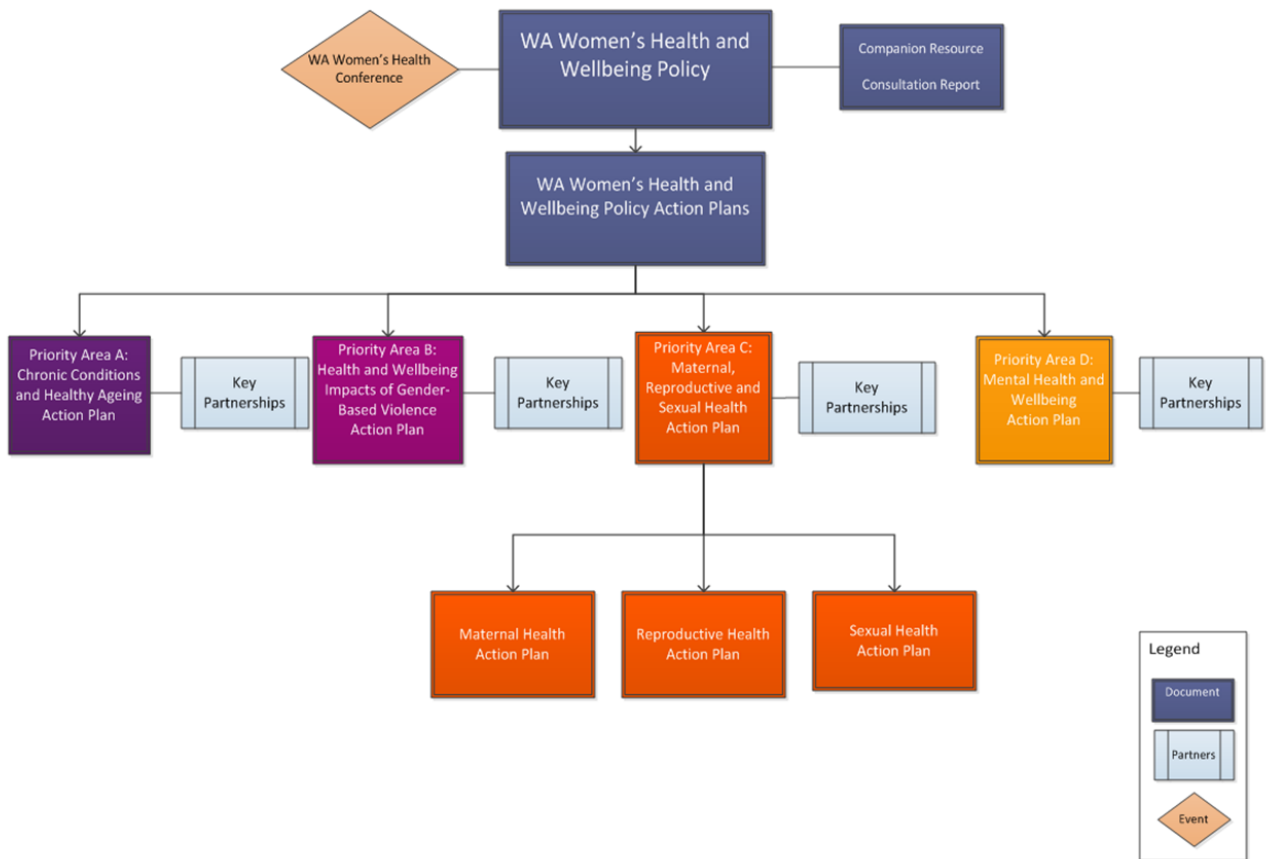 WA Women's Health
Conference
WA Women's Health and
Wellbeing Policy
Companion Resource
Consultation Report
WA Women's Health and
Wellbeing Policy Action Plans
Priority Area A:
Chronic Conditions
and Healthy Ageing
Action Plan
Key
Partnerships
Priority Area B:
Health and Wellbeing
Impacts of Gender-
Based Violence
Action Plan
Key
Partnerships
Priority Area C:
Maternal,
Reproductive and
Sexual Health
Action Plan
Key
Partnerships
Priority Area D:
Mental Health and
Wellbeing
Action Plan
Key
Partnerships
Maternal Health
Action Plan
Reproductive Health
Action Plan
Sexual Health
Action Plan
Legend
Document
Partners
Event